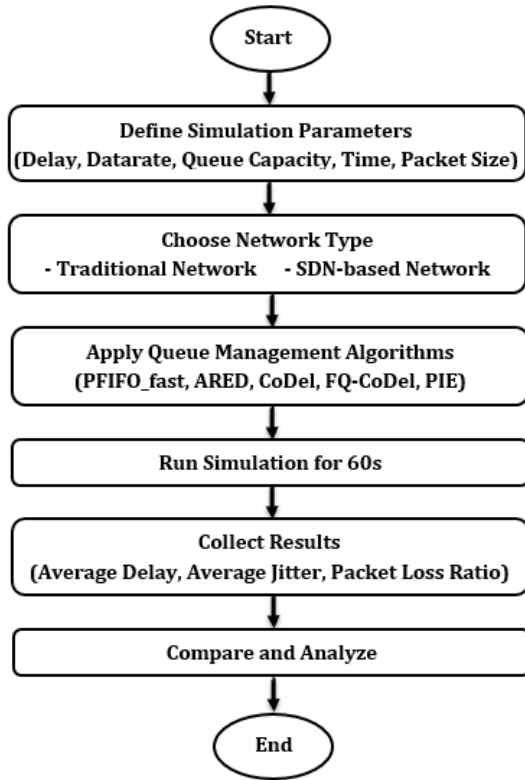 Start
Define Simulation Parameters
(Delay, Datarate, Queue Capacity, Time, Packet Size)
Choose Network Type
- Traditional Network - SDN-based Network
Apply Queue Management Algorithms
(PFIFO_fast, ARED, CoDel, FQ-CoDel, PIE)
Run Simulation for 60s
Collect Results
(Average Delay, Average Jitter, Packet Loss Ratio)
Compare and Analyze
End